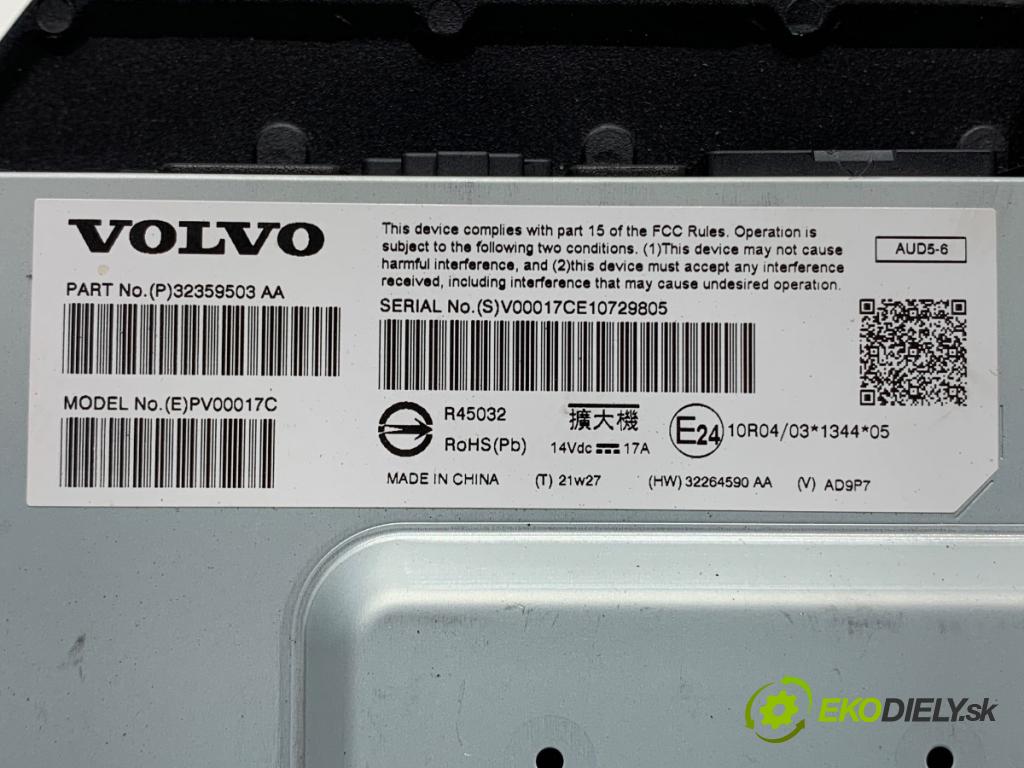 VOLVO
This device complies with part 15 of the FCC Rules. Operation is
subject to the following two conditions. (1)This device may not cause
harmful interference, and (2)this device must accept any interference
received, including interference that may cause undesired operation.
AUD5-6
PART No.(P)32359503 AA
SERIAL No.(S)V00017CE10729805
MODEL No.(E)PV00017C
R45032
RoHS(Pb)
擴大機
14Vdc 17A
E24
10R04/03*1344*05
MADE IN CHINA (T) 21w27 (HW) 32264590 AA (V) AD9P7
EKODIELY.sk